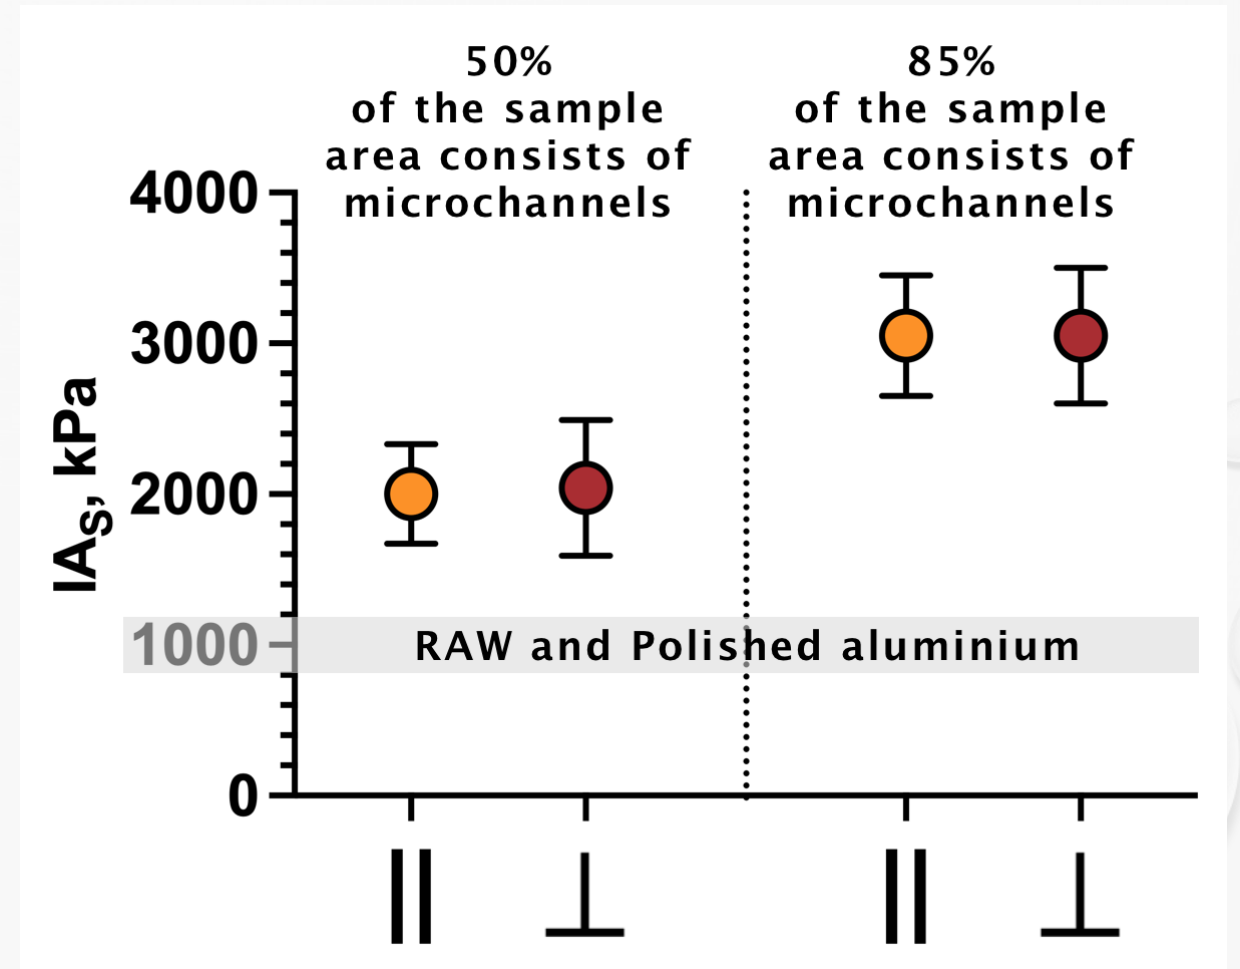 50%
of the sample
area consists of
microchannels
85%
of the sample
area consists of
microchannels
4000
3000
2000
1000
0
IAS, kPa
RAW and Polished aluminium
|| ⊥ || ⊥